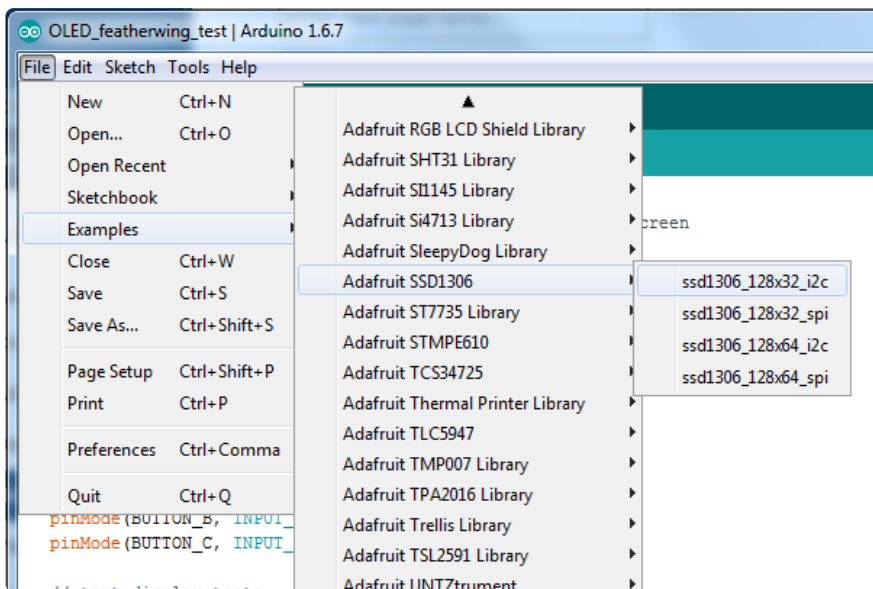 OLED_featherwing_test | Arduino 1.6.7
File Edit Sketch Tools Help
New Ctrl+N
Open... Ctrl+O
Open Recent
Sketchbook
Examples
Close Ctrl+W
Save Ctrl+S
Save As... Ctrl+Shift+S
Page Setup Ctrl+Shift+P
Print Ctrl+P
Preferences Ctrl+Comma
Quit Ctrl+Q
Adafruit RGB LCD Shield Library
Adafruit SHT31 Library
Adafruit SI1145 Library
Adafruit Si4713 Library
Adafruit SleepyDog Library
Adafruit SSD1306
Adafruit ST7735 Library
Adafruit STMPE610
Adafruit TCS34725
Adafruit Thermal Printer Library
Adafruit TLC5947
Adafruit TMP007 Library
Adafruit TPA2016 Library
Adafruit Trellis Library
Adafruit TSL2591 Library
Adafruit UNTZtrument
ssd1306_128x32_i2c
ssd1306_128x32_spi
ssd1306_128x64_i2c
ssd1306_128x64_spi
creen
pinMode(BUTTON_B, INPUT_
pinMode(BUTTON_C, INPUT_